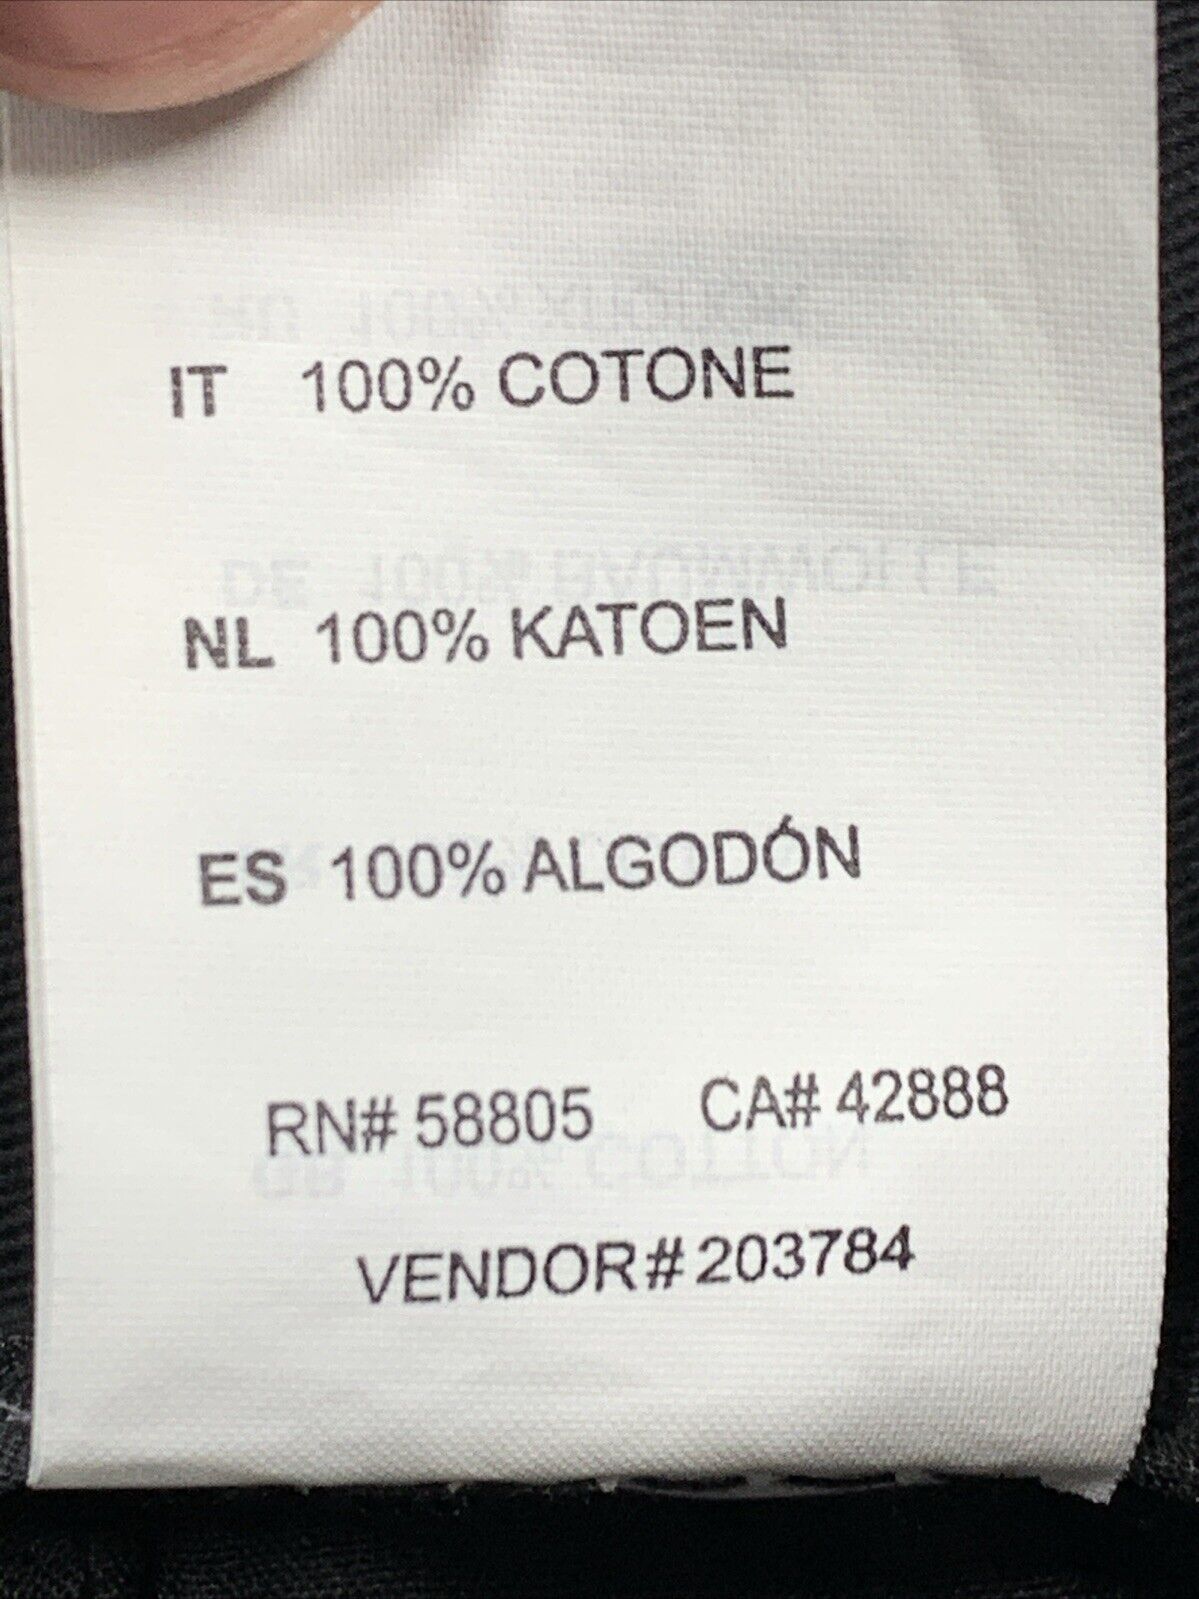 IT 100% COTONE
NL 100% KATOEN
ES 100% ALGODÓN
RN# 58805 CA# 42888
VENDOR# 203784